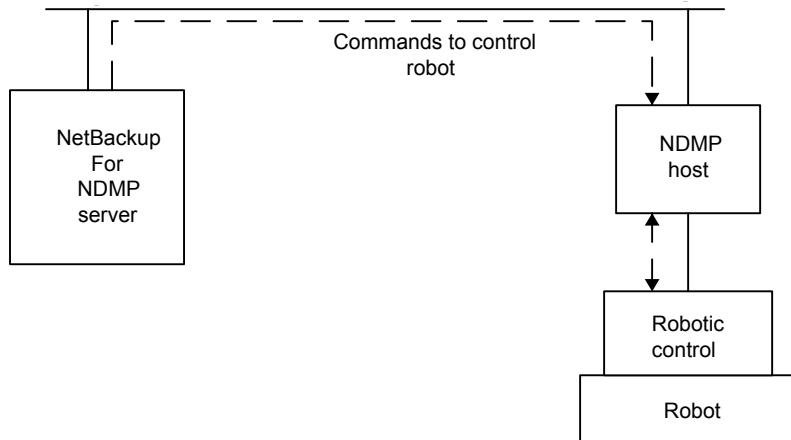 Commands to control
robot
NetBackup
For
NDMP
server
NDMP
host
Robotic
control
Robot